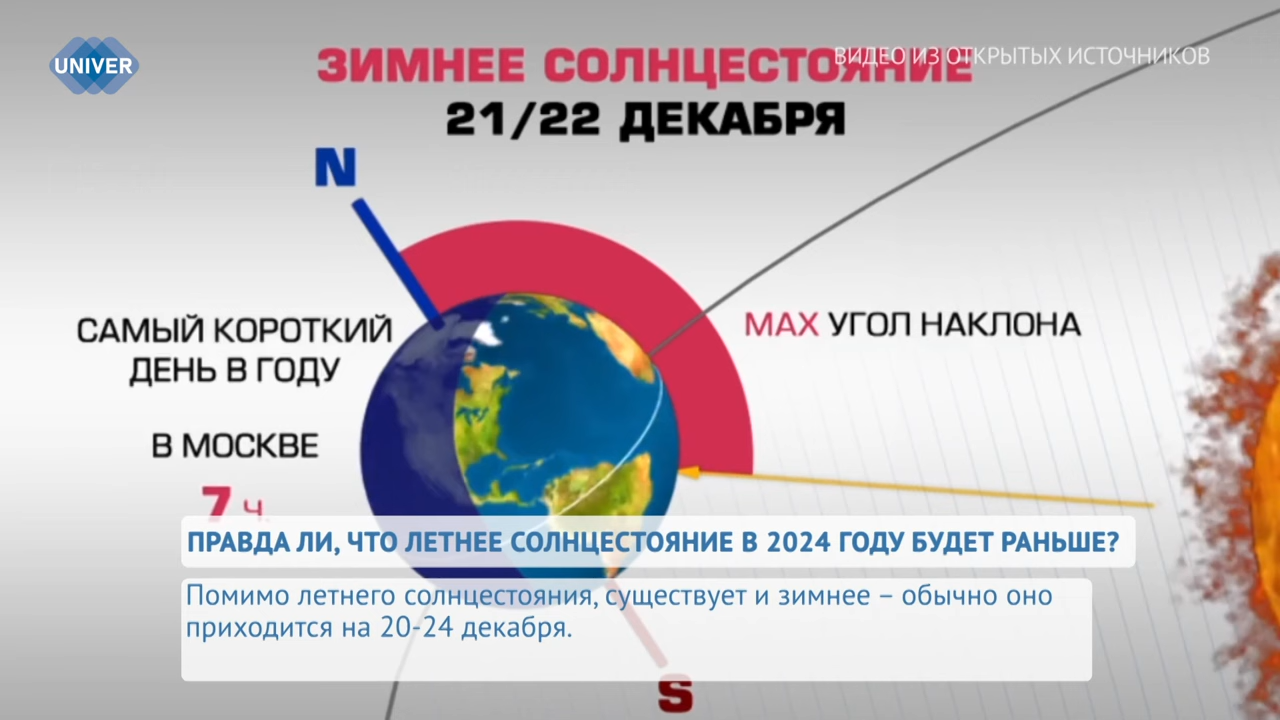 UNIVER
ВИДЕО ИЗ ОТКРЫТЫХ ИСТОЧНИКОВ
ЗИМНЕЕ СОЛНЦЕСТОЯНИЕ
21/22 ДЕКАБРЯ
N
САМЫЙ КОРОТКИЙ
ДЕНЬ В ГОДУ
MAX УГОЛ НАКЛОНА
В МОСКВЕ
7 Ч.
ПРАВДА ЛИ, ЧТО ЛЕТНЕЕ СОЛНЦЕСТОЯНИЕ В 2024 ГОДУ БУДЕТ РАНЬШЕ?
Помимо летнего солнцестояния, существует и зимнее – обычно оно
приходится на 20-24 декабря.
S